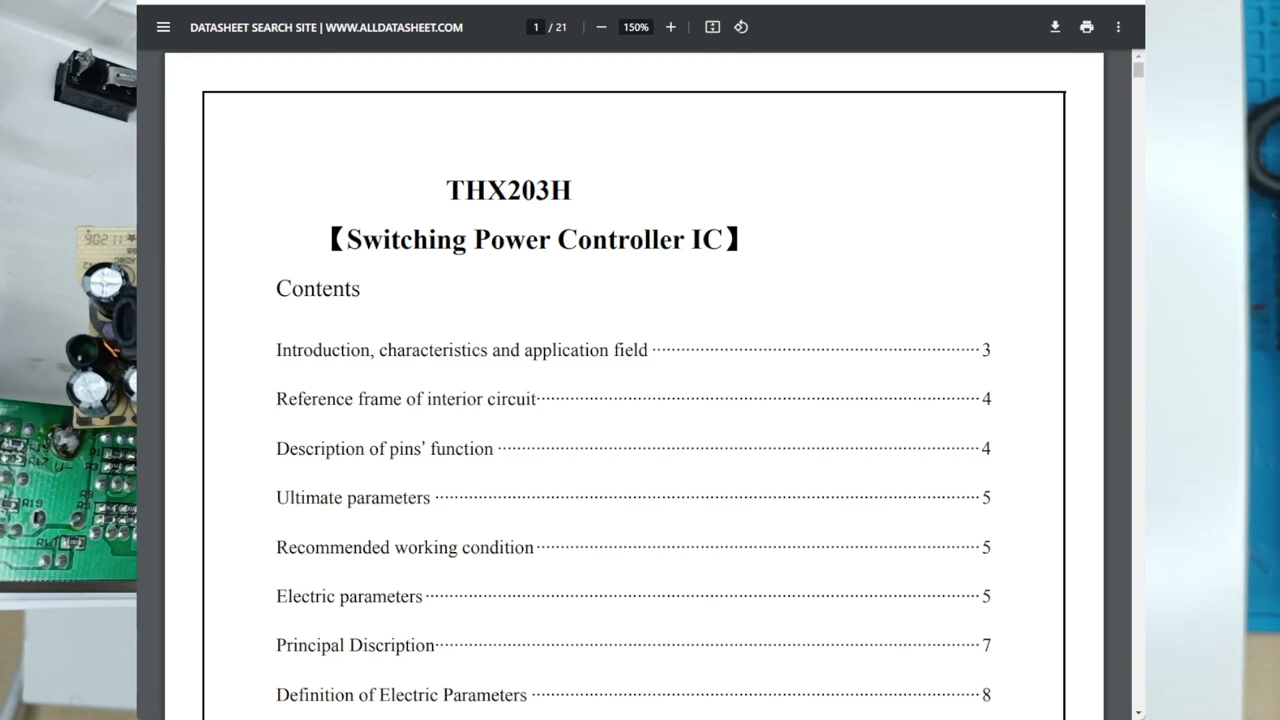 DATASHEET SEARCH SITE | WWW.ALLDATASHEET.COM
1 / 21
150%
THX203H
【Switching Power Controller IC】
Contents
Introduction, characteristics and application field ··· 3
Reference frame of interior circuit ··· 4
Description of pins' function ··· 4
Ultimate parameters ··· 5
Recommended working condition ··· 5
Electric parameters ··· 5
Principal Discription ··· 7
Definition of Electric Parameters ··· 8
R19